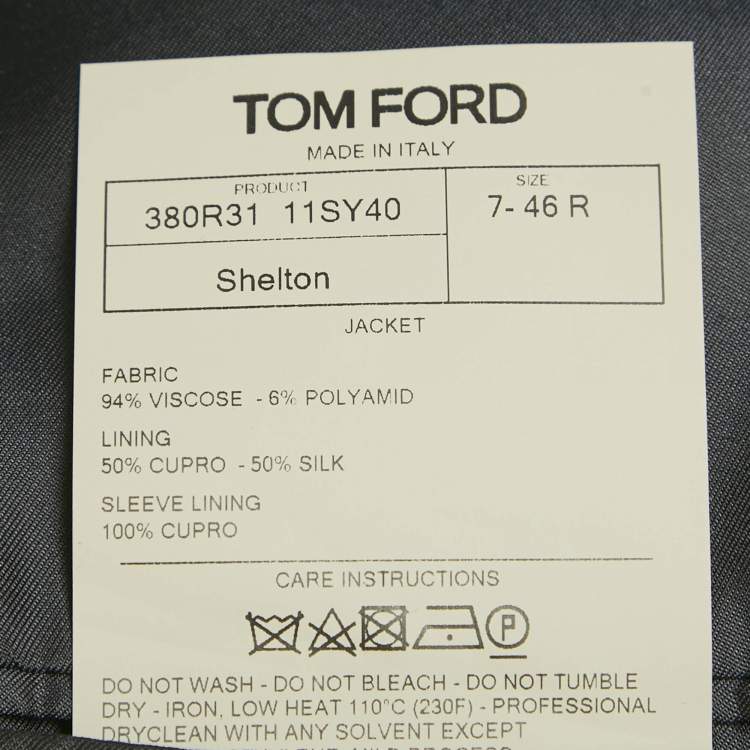 TOM FORD
MADE IN ITALY
PRODUCT
380R31 11SY40
SIZE
7- 46 R
Shelton
JACKET
FABRIC
94% VISCOSE - 6% POLYAMID
LINING
50% CUPRO - 50% SILK
SLEEVE LINING
100% CUPRO
CARE INSTRUCTIONS
P
DO NOT WASH - DO NOT BLEACH - DO NOT TUMBLE
DRY - IRON, LOW HEAT 110°C (230F) - PROFESSIONAL
DRYCLEAN WITH ANY SOLVENT EXCEPT